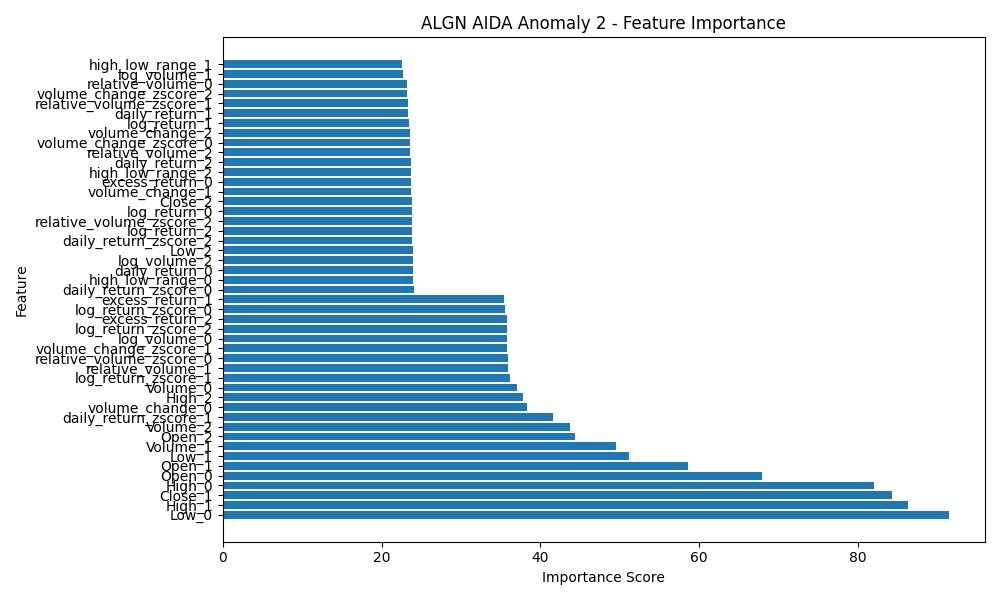 ALGN AIDA Anomaly 2 - Feature Importance
high_low_range_1
log_volume_1
relative_volume_0
volume_change_zscore_2
relative_volume_zscore_1
daily_return_1
log_return_1
volume_change_2
volume_change_zscore_0
relative_volume_2
daily_return_2
high_low_range_2
excess_return_0
volume_change_1
Close_2
log_return_0
relative_volume_zscore_2
log_return_2
daily_return_zscore_2
Low_2
log_volume_2
daily_return_0
high_low_range_0
daily_return_zscore_0
excess_return_1
log_return_zscore_0
excess_return_2
log_return_zscore_2
log_volume_0
volume_change_zscore_1
relative_volume_zscore_0
relative_volume_1
log_return_zscore_1
Volume_0
High_2
volume_change_0
daily_return_zscore_1
Volume_2
Open_2
Volume_1
Low_1
Open_1
Open_0
High_0
Close_1
High_1
Low_0
Feature
0 20 40 60 80
Importance Score